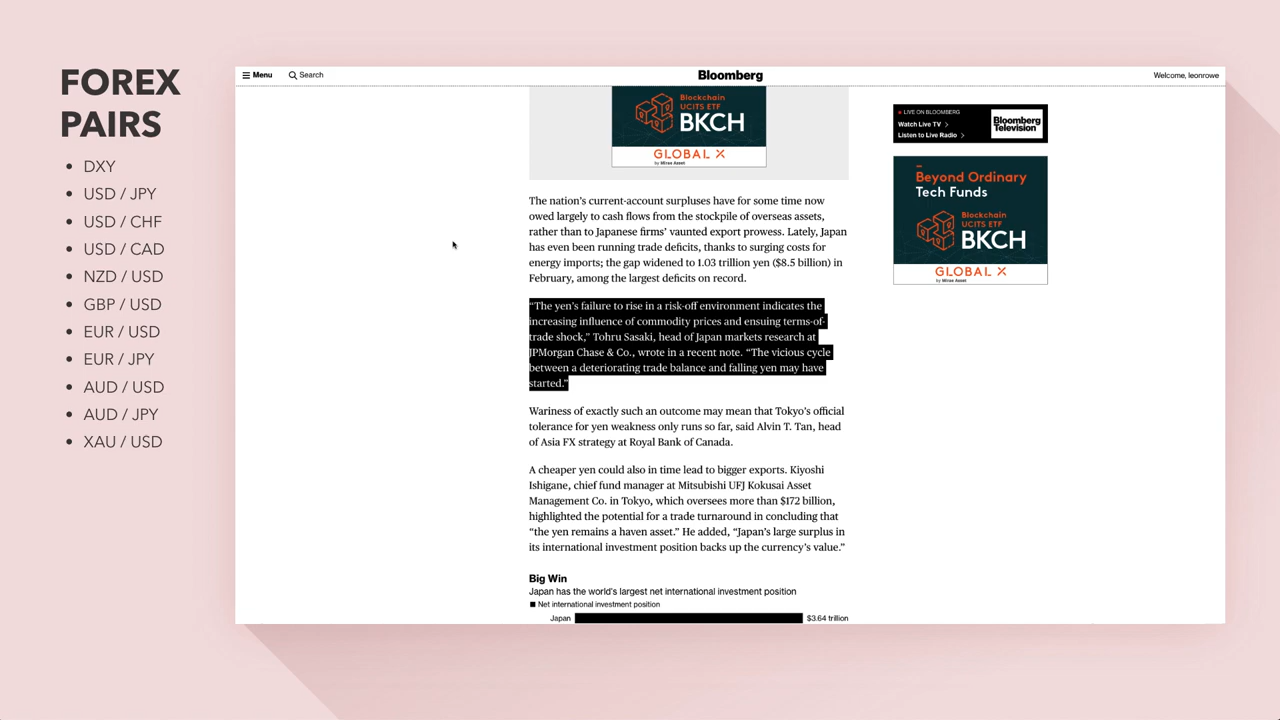 FOREX
PAIRS
• DXY
• USD / JPY
• USD / CHF
• USD / CAD
• NZD / USD
• GBP / USD
• EUR / USD
• EUR / JPY
• AUD / USD
• AUD / JPY
• XAU / USD
Menu
Search
Bloomberg
Welcome, leonrowe
Blockchain
UCITS ETF
BKCH
GLOBAL X
by Mirae Asset
The nation’s current-account surpluses have for some time now
owed largely to cash flows from the stockpile of overseas assets,
rather than to Japanese firms’ vaunted export prowess. Lately, Japan
has even been running trade deficits, thanks to surging costs for
energy imports; the gap widened to 1.03 trillion yen ($8.5 billion) in
February, among the largest deficits on record.
“The yen’s failure to rise in a risk-off environment indicates the
increasing influence of commodity prices and ensuing terms-of-
trade shock,” Tohru Sasaki, head of Japan markets research at
JPMorgan Chase & Co., wrote in a recent note. “The vicious cycle
between a deteriorating trade balance and falling yen may have
started.”
Wariness of exactly such an outcome may mean that Tokyo’s official
tolerance for yen weakness only runs so far, said Alvin T. Tan, head
of Asia FX strategy at Royal Bank of Canada.
A cheaper yen could also in time lead to bigger exports. Kiyoshi
Ishigane, chief fund manager at Mitsubishi UFJ Kokusai Asset
Management Co. in Tokyo, which oversees more than $172 billion,
highlighted the potential for a trade turnaround in concluding that
“the yen remains a haven asset.” He added, “Japan’s large surplus in
its international investment position backs up the currency’s value.”
Big Win
Japan has the world’s largest net international investment position
Net international investment position
Japan $3.64 trillion
LIVE ON BLOOMBERG
Watch Live TV >
Listen to Live Radio >
Bloomberg
Television
Beyond Ordinary
Tech Funds
Blockchain
UCITS ETF
BKCH
GLOBAL X
by Mirae Asset